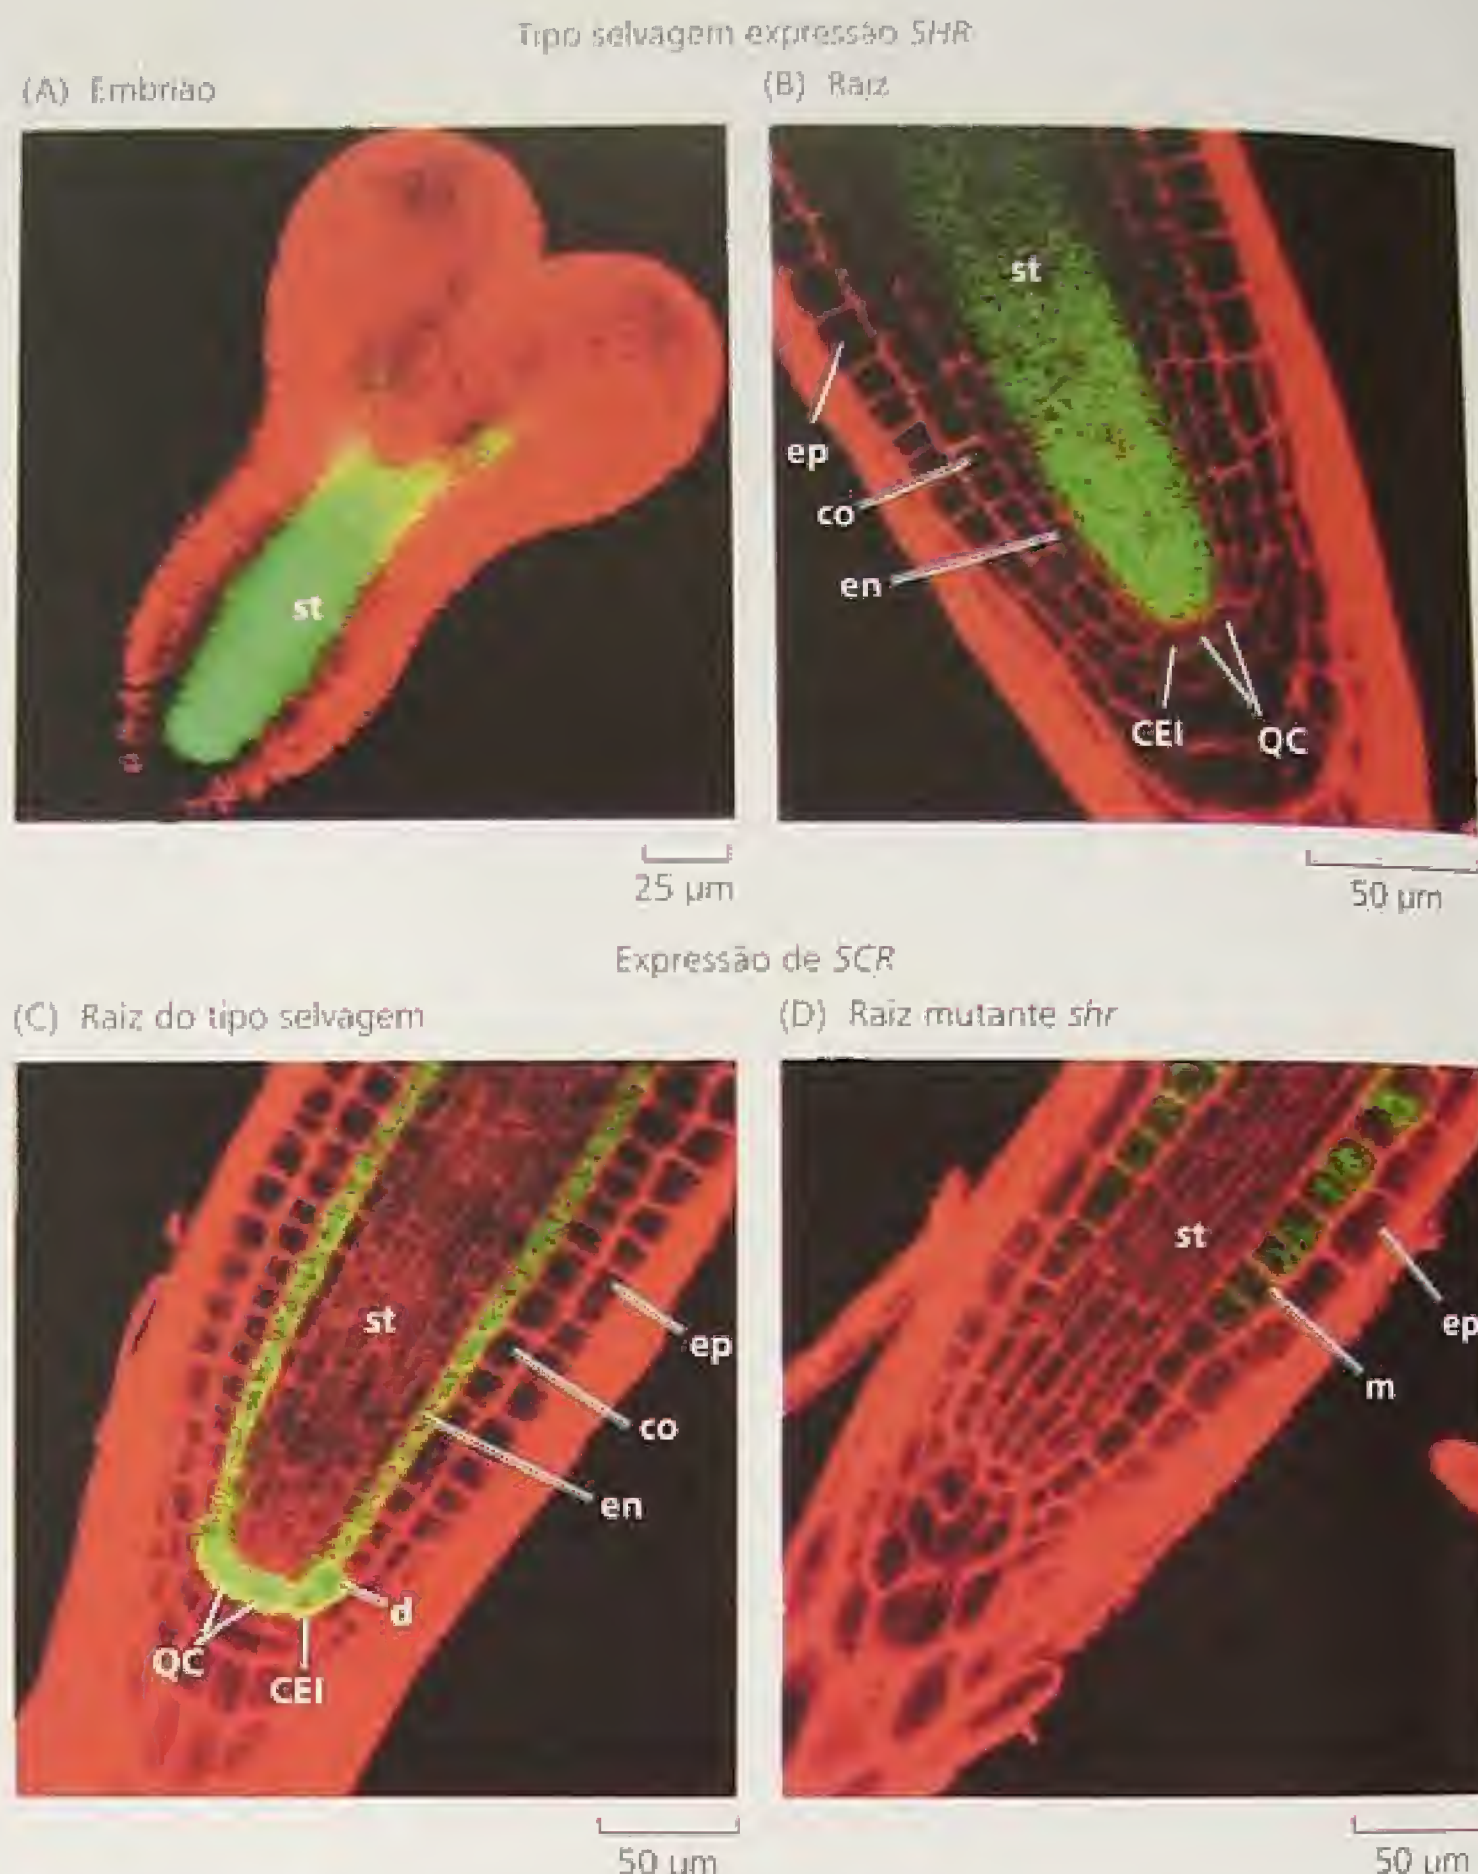 Tipo selvagem expressão SHR
(A) Embrião
(B) Raiz
st
st
ep
co
en
CEI
QC
25 µm
50 µm
Expressão de SCR
(C) Raiz do tipo selvagem
(D) Raiz mutante shr
st
ep
co
en
d
QC
CEI
st
ep
m
50 µm
50 µm